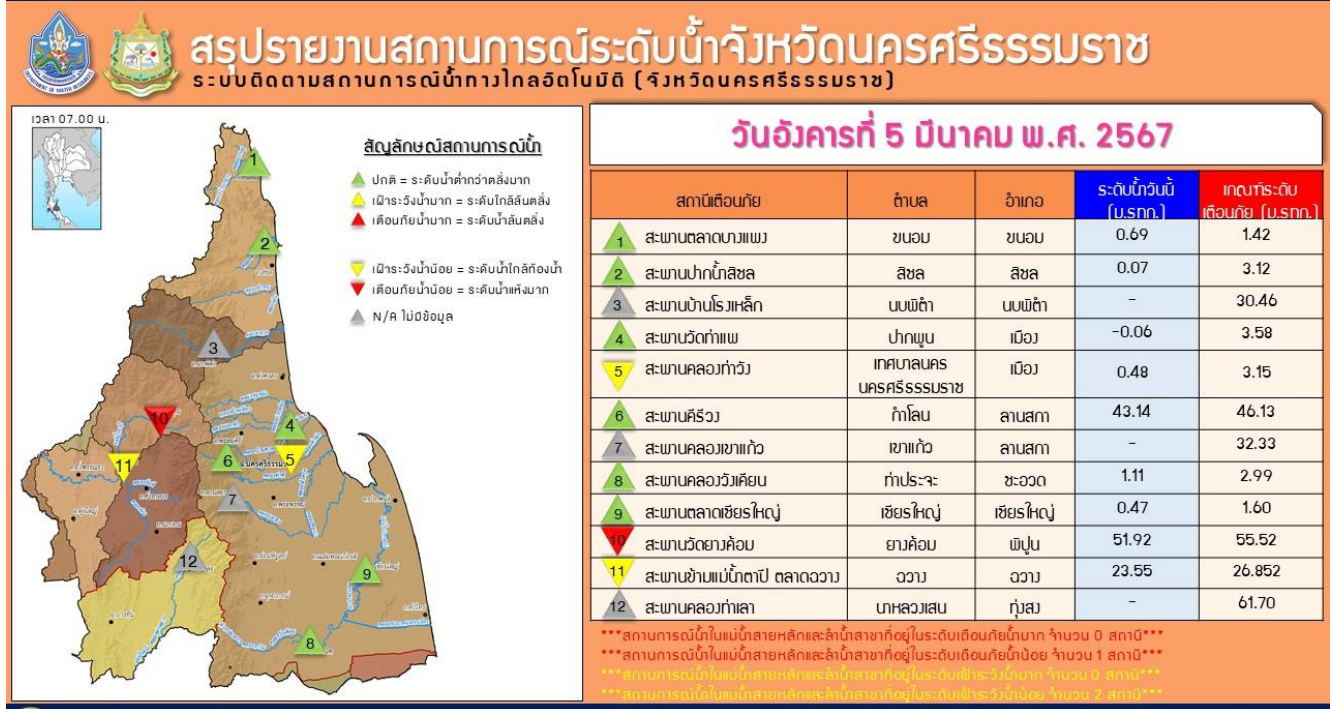 สรุปรายงานสถานการณ์ระดับน้ำจังหวัดนครศรีธรรมราช
ระบบติดตามสถานการณ์น้ำทางไกลอัตโนมัติ (จังหวัดนครศรีธรรมราช)
เวลา 07.00 น.
สัญลักษณ์สถานการณ์น้ำ
ปกติ = ระดับน้ำต่ำกว่าตลิ่งมาก
เฝ้าระวังน้ำมาก = ระดับใกล้ล้นตลิ่ง
เตือนภัยน้ำมาก = ระดับน้ำล้นตลิ่ง
เฝ้าระวังน้ำน้อย = ระดับน้ำใกล้ท้องน้ำ
เตือนภัยน้ำน้อย = ระดับน้ำแห้งมาก
N/A ไม่มีข้อมูล
1
2
3
10
4
11
6
5
7
12
9
8
วันอังคารที่ 5 มีนาคม พ.ศ. 2567
สถานีเตือนภัย ตำบล อำเภอ ระดับน้ำวันนี้ (ม.รทก.) เกณฑ์ระดับเตือนภัย (ม.รทก.)
1 สะพานตลาดบางแพง ขนอม ขนอม 0.69 1.42
2 สะพานปากน้ำสิชล สิชล สิชล 0.07 3.12
3 สะพานบ้านโรงเหล็ก นบพิตำ นบพิตำ - 30.46
4 สะพานวัดท่าแพ ปากพูน เมือง -0.06 3.58
5 สะพานคลองท่าวัง เทศบาลนคร นครศรีธรรมราช เมือง 0.48 3.15
6 สะพานคีรีวง กำโลน ลานสกา 43.14 46.13
7 สะพานคลองเขาแก้ว เขาแก้ว ลานสกา - 32.33
8 สะพานคลองวังเคียน ท่าประจะ ชะอวด 1.11 2.99
9 สะพานตลาดเชียรใหญ่ เชียรใหญ่ เชียรใหญ่ 0.47 1.60
10 สะพานวัดยางค้อม ยางค้อม พิปูน 51.92 55.52
11 สะพานข้ามแม่น้ำตาปี ตลาดฉวาง ฉวาง ฉวาง 23.55 26.852
12 สะพานคลองท่าเลา นาหลวงเสน ทุ่งสง - 61.70
***สถานการณ์น้ำในแม่น้ำสายหลักและลำน้ำสาขาที่อยู่ในระดับเตือนภัยน้ำมาก จำนวน 0 สถานี***
***สถานการณ์น้ำในแม่น้ำสายหลักและลำน้ำสาขาที่อยู่ในระดับเตือนภัยน้ำน้อย จำนวน 1 สถานี***
***สถานการณ์น้ำในแม่น้ำสายหลักและลำน้ำสาขาที่อยู่ในระดับเฝ้าระวังน้ำมาก จำนวน 0 สถานี***
***สถานการณ์น้ำในแม่น้ำสายหลักและลำน้ำสาขาที่อยู่ในระดับเฝ้าระวังน้ำน้อย จำนวน 2 สถานี***